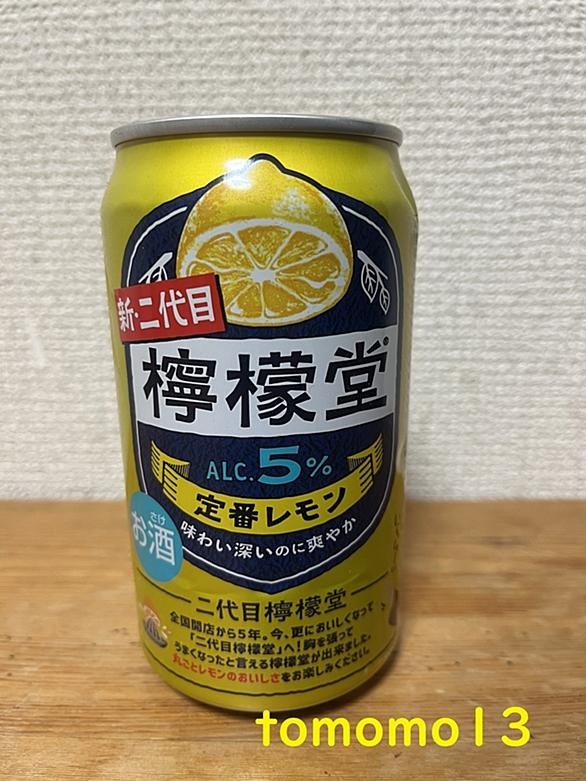 新・二代目
檸檬堂
ALC.5%
定番レモン
味わい深いのに爽やか
さけ
お酒
二代目檸檬堂
全国開店から5年。今、更においしくなって
「二代目檸檬堂」へ!胸を張って
うまくなったと言える檸檬堂が出来ました。
丸ごとレモンのおいしさをお楽しみください。
tomomo13